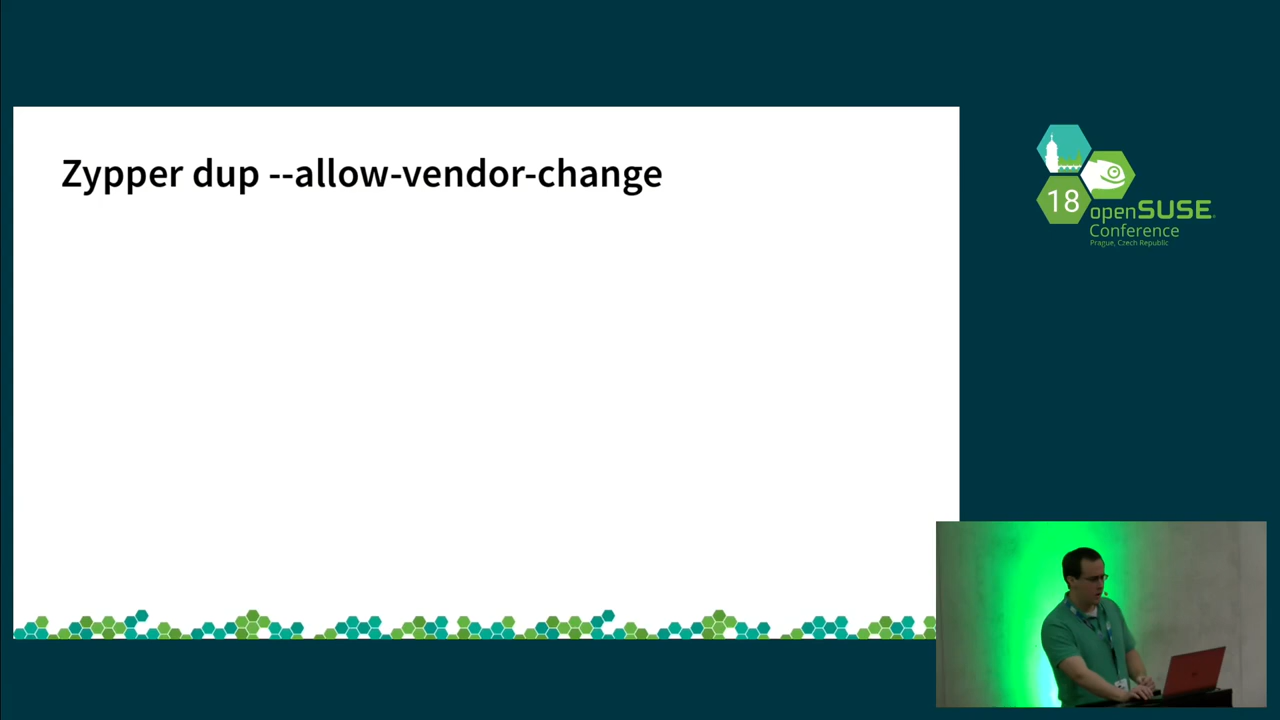 Zypper dup --allow-vendor-change
18
openSUSE
Conference
Prague, Czech Republic